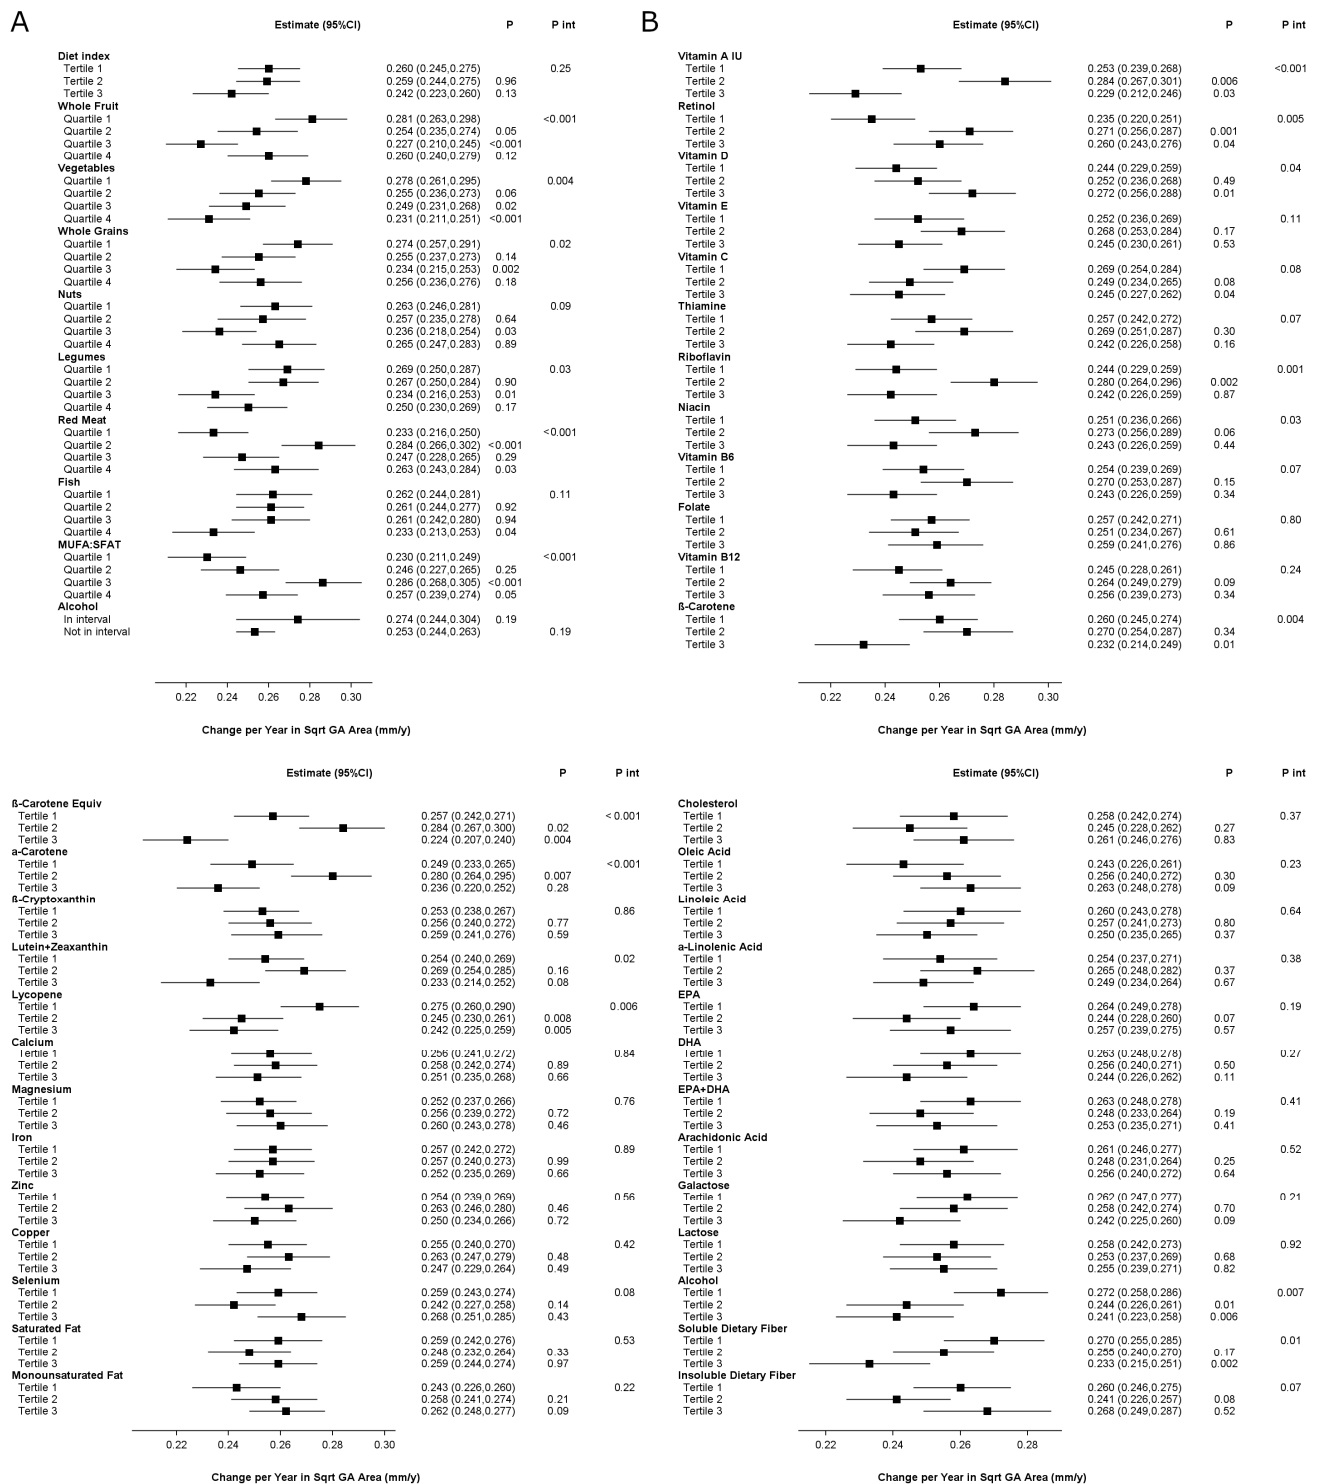 A
Estimate (95%CI) P P int
Diet index
Tertile 1 0.260 (0.245,0.275) 0.25
Tertile 2 0.259 (0.244,0.275) 0.96
Tertile 3 0.242 (0.223,0.260) 0.13
Whole Fruit
Quartile 1 0.281 (0.263,0.298) <0.001
Quartile 2 0.254 (0.235,0.274) 0.05
Quartile 3 0.227 (0.210,0.245) <0.001
Quartile 4 0.260 (0.240,0.279) 0.12
Vegetables
Quartile 1 0.278 (0.261,0.295) 0.004
Quartile 2 0.255 (0.236,0.273) 0.06
Quartile 3 0.249 (0.231,0.268) 0.02
Quartile 4 0.231 (0.211,0.251) <0.001
Whole Grains
Quartile 1 0.274 (0.257,0.291) 0.02
Quartile 2 0.255 (0.237,0.273) 0.14
Quartile 3 0.234 (0.215,0.253) 0.002
Quartile 4 0.256 (0.236,0.276) 0.18
Nuts
Quartile 1 0.263 (0.246,0.281) 0.09
Quartile 2 0.257 (0.235,0.278) 0.64
Quartile 3 0.236 (0.218,0.254) 0.03
Quartile 4 0.265 (0.247,0.283) 0.89
Legumes
Quartile 1 0.269 (0.250,0.287) 0.03
Quartile 2 0.267 (0.250,0.284) 0.90
Quartile 3 0.234 (0.216,0.253) 0.01
Quartile 4 0.250 (0.230,0.269) 0.17
Red Meat
Quartile 1 0.233 (0.216,0.250) <0.001
Quartile 2 0.284 (0.266,0.302) <0.001
Quartile 3 0.247 (0.228,0.265) 0.29
Quartile 4 0.263 (0.243,0.284) 0.03
Fish
Quartile 1 0.262 (0.244,0.281) 0.11
Quartile 2 0.261 (0.244,0.277) 0.92
Quartile 3 0.261 (0.242,0.280) 0.94
Quartile 4 0.233 (0.213,0.253) 0.04
MUFA:SFAT
Quartile 1 0.230 (0.211,0.249) <0.001
Quartile 2 0.246 (0.227,0.265) 0.25
Quartile 3 0.286 (0.268,0.305) <0.001
Quartile 4 0.257 (0.239,0.274) 0.05
Alcohol
In interval 0.274 (0.244,0.304) 0.19
Not in interval 0.253 (0.244,0.263) 0.19
0.22 0.24 0.26 0.28 0.30
Change per Year in Sqrt GA Area (mm/y)
B
Estimate (95%CI) P P int
Vitamin A IU
Tertile 1 0.253 (0.239,0.268) <0.001
Tertile 2 0.284 (0.267,0.301) 0.006
Tertile 3 0.229 (0.212,0.246) 0.03
Retinol
Tertile 1 0.235 (0.220,0.251) 0.005
Tertile 2 0.271 (0.256,0.287) 0.001
Tertile 3 0.260 (0.243,0.276) 0.04
Vitamin D
Tertile 1 0.244 (0.229,0.259) 0.04
Tertile 2 0.252 (0.236,0.268) 0.49
Tertile 3 0.272 (0.256,0.288) 0.01
Vitamin E
Tertile 1 0.252 (0.236,0.269) 0.11
Tertile 2 0.268 (0.253,0.284) 0.17
Tertile 3 0.245 (0.230,0.261) 0.53
Vitamin C
Tertile 1 0.269 (0.254,0.284) 0.08
Tertile 2 0.249 (0.234,0.265) 0.08
Tertile 3 0.245 (0.227,0.262) 0.04
Thiamine
Tertile 1 0.257 (0.242,0.272) 0.07
Tertile 2 0.269 (0.251,0.287) 0.30
Tertile 3 0.242 (0.226,0.258) 0.16
Riboflavin
Tertile 1 0.244 (0.229,0.259) 0.001
Tertile 2 0.280 (0.264,0.296) 0.002
Tertile 3 0.242 (0.226,0.259) 0.87
Niacin
Tertile 1 0.251 (0.236,0.266) 0.03
Tertile 2 0.273 (0.256,0.289) 0.06
Tertile 3 0.243 (0.226,0.259) 0.44
Vitamin B6
Tertile 1 0.254 (0.239,0.269) 0.07
Tertile 2 0.270 (0.253,0.287) 0.15
Tertile 3 0.243 (0.226,0.259) 0.34
Folate
Tertile 1 0.257 (0.242,0.271) 0.80
Tertile 2 0.251 (0.234,0.267) 0.61
Tertile 3 0.259 (0.241,0.276) 0.86
Vitamin B12
Tertile 1 0.245 (0.228,0.261) 0.24
Tertile 2 0.264 (0.249,0.279) 0.09
Tertile 3 0.256 (0.239,0.273) 0.34
ß-Carotene
Tertile 1 0.260 (0.245,0.274) 0.004
Tertile 2 0.270 (0.254,0.287) 0.34
Tertile 3 0.232 (0.214,0.249) 0.01
0.22 0.24 0.26 0.28 0.30
Change per Year in Sqrt GA Area (mm/y)
Estimate (95%CI) P P int
ß-Carotene Equiv
Tertile 1 0.257 (0.242,0.271) <0.001
Tertile 2 0.284 (0.267,0.300) 0.02
Tertile 3 0.224 (0.207,0.240) 0.004
a-Carotene
Tertile 1 0.249 (0.233,0.265) <0.001
Tertile 2 0.280 (0.264,0.295) 0.007
Tertile 3 0.236 (0.220,0.252) 0.28
ß-Cryptoxanthin
Tertile 1 0.253 (0.238,0.267) 0.86
Tertile 2 0.256 (0.240,0.272) 0.77
Tertile 3 0.259 (0.241,0.276) 0.59
Lutein+Zeaxanthin
Tertile 1 0.254 (0.240,0.269) 0.02
Tertile 2 0.269 (0.254,0.285) 0.16
Tertile 3 0.233 (0.214,0.252) 0.08
Lycopene
Tertile 1 0.275 (0.260,0.290) 0.006
Tertile 2 0.245 (0.230,0.261) 0.008
Tertile 3 0.242 (0.225,0.259) 0.005
Calcium
Tertile 1 0.256 (0.241,0.272) 0.84
Tertile 2 0.258 (0.242,0.274) 0.89
Tertile 3 0.251 (0.235,0.268) 0.66
Magnesium
Tertile 1 0.252 (0.237,0.266) 0.76
Tertile 2 0.256 (0.239,0.272) 0.72
Tertile 3 0.260 (0.243,0.278) 0.46
Iron
Tertile 1 0.257 (0.242,0.272) 0.89
Tertile 2 0.257 (0.240,0.273) 0.99
Tertile 3 0.252 (0.235,0.269) 0.66
Zinc
Tertile 1 0.254 (0.239,0.269) 0.56
Tertile 2 0.263 (0.246,0.280) 0.46
Tertile 3 0.250 (0.234,0.266) 0.72
Copper
Tertile 1 0.255 (0.240,0.270) 0.42
Tertile 2 0.263 (0.247,0.279) 0.48
Tertile 3 0.247 (0.229,0.264) 0.49
Selenium
Tertile 1 0.259 (0.243,0.274) 0.08
Tertile 2 0.242 (0.227,0.258) 0.14
Tertile 3 0.268 (0.251,0.285) 0.43
Saturated Fat
Tertile 1 0.259 (0.242,0.276) 0.53
Tertile 2 0.248 (0.232,0.264) 0.33
Tertile 3 0.259 (0.244,0.274) 0.97
Monounsaturated Fat
Tertile 1 0.243 (0.226,0.260) 0.22
Tertile 2 0.258 (0.241,0.274) 0.21
Tertile 3 0.262 (0.248,0.277) 0.09
0.22 0.24 0.26 0.28 0.30
Change per Year in Sqrt GA Area (mm/y)
Estimate (95%CI) P P int
Cholesterol
Tertile 1 0.258 (0.242,0.274) 0.37
Tertile 2 0.245 (0.228,0.262) 0.27
Tertile 3 0.261 (0.246,0.276) 0.83
Oleic Acid
Tertile 1 0.243 (0.226,0.261) 0.23
Tertile 2 0.256 (0.240,0.272) 0.30
Tertile 3 0.263 (0.248,0.278) 0.09
Linoleic Acid
Tertile 1 0.260 (0.243,0.278) 0.64
Tertile 2 0.257 (0.241,0.273) 0.80
Tertile 3 0.250 (0.235,0.265) 0.37
a-Linolenic Acid
Tertile 1 0.254 (0.237,0.271) 0.38
Tertile 2 0.265 (0.248,0.282) 0.37
Tertile 3 0.249 (0.234,0.264) 0.67
EPA
Tertile 1 0.264 (0.249,0.278) 0.19
Tertile 2 0.244 (0.228,0.260) 0.07
Tertile 3 0.257 (0.239,0.275) 0.57
DHA
Tertile 1 0.263 (0.248,0.278) 0.27
Tertile 2 0.256 (0.240,0.271) 0.50
Tertile 3 0.244 (0.226,0.262) 0.11
EPA+DHA
Tertile 1 0.263 (0.248,0.278) 0.41
Tertile 2 0.248 (0.233,0.264) 0.19
Tertile 3 0.253 (0.235,0.271) 0.41
Arachidonic Acid
Tertile 1 0.261 (0.246,0.277) 0.52
Tertile 2 0.248 (0.231,0.264) 0.25
Tertile 3 0.256 (0.240,0.272) 0.64
Galactose
Tertile 1 0.262 (0.247,0.277) 0.21
Tertile 2 0.258 (0.242,0.274) 0.70
Tertile 3 0.242 (0.225,0.260) 0.09
Lactose
Tertile 1 0.258 (0.242,0.273) 0.92
Tertile 2 0.253 (0.237,0.269) 0.68
Tertile 3 0.255 (0.239,0.271) 0.82
Alcohol
Tertile 1 0.272 (0.258,0.286) 0.007
Tertile 2 0.244 (0.226,0.261) 0.01
Tertile 3 0.241 (0.223,0.258) 0.006
Soluble Dietary Fiber
Tertile 1 0.270 (0.255,0.285) 0.01
Tertile 2 0.255 (0.240,0.270) 0.17
Tertile 3 0.233 (0.215,0.251) 0.002
Insoluble Dietary Fiber
Tertile 1 0.260 (0.246,0.275) 0.07
Tertile 2 0.241 (0.226,0.257) 0.08
Tertile 3 0.268 (0.249,0.287) 0.52
0.22 0.24 0.26 0.28
Change per Year in Sqrt GA Area (mm/y)